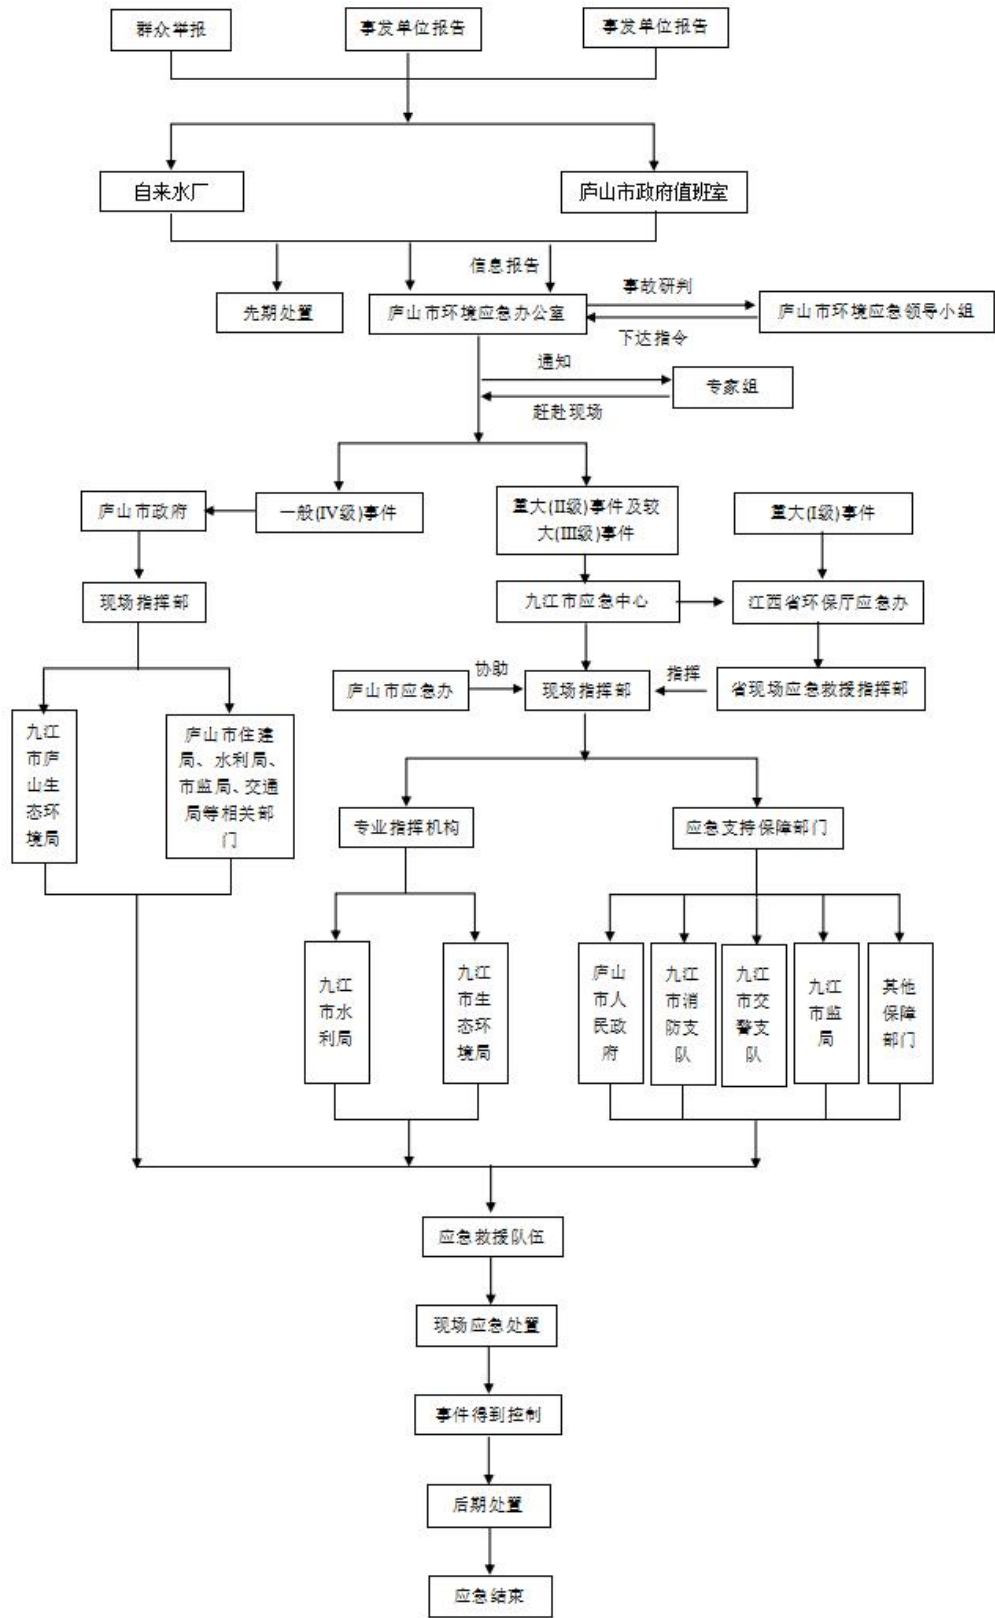 群众举报
事发单位报告
事发单位报告
自来水厂
庐山市政府值班室
信息报告
先期处置
庐山市环境应急办公室
事故研判
下达指令
庐山市环境应急领导小组
通知
赶赴现场
专家组
庐山市政府
一般(IV级)事件
重大(II级)事件及较
大(III级)事件
重大(I级)事件
现场指挥部
九江市应急中心
江西省环保厅应急办
庐山市应急办
协助
现场指挥部
指挥
省现场应急救援指挥部
九江
市庐
山生
态环
境局
庐山市住建
局、水利局、
市监局、交通
局等相关部
门
专业指挥机构
应急支持保障部门
九江
市水
利局
九江
市生
态环
境局
庐山
市人
民政
府
九江
市消
防支
队
九江
市交
警支
队
九江
市监
局
其他
保障
部门
应急救援队伍
现场应急处置
事件得到控制
后期处置
应急结束